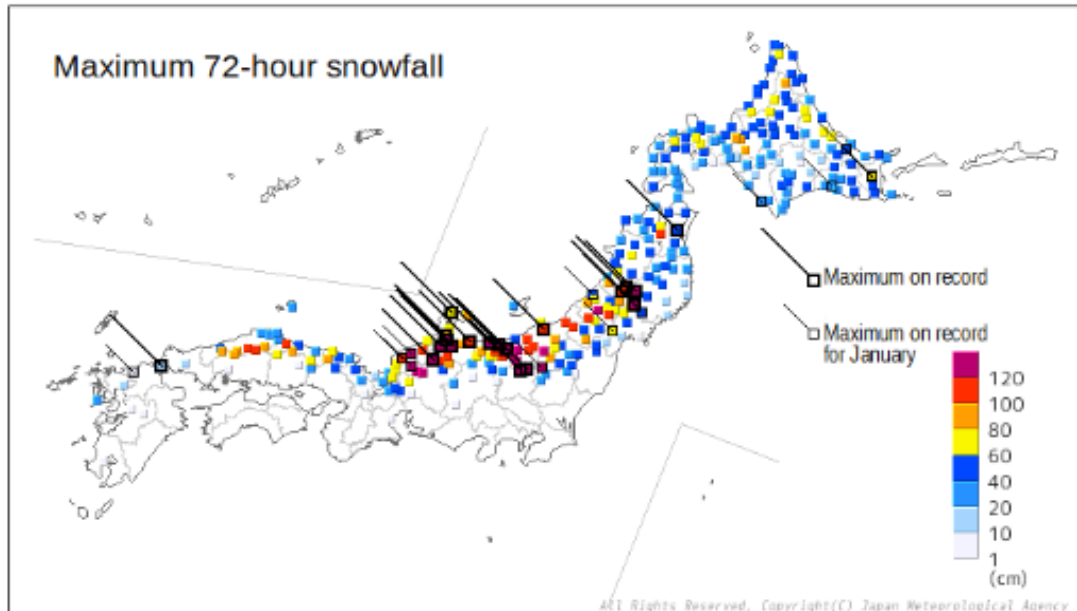 Maximum 72-hour snowfall
Maximum on record
Maximum on record
for January
120
100
80
60
40
20
10
1
(cm)
All Rights Reserved. Copyright(C) Japan Meteorological Agency